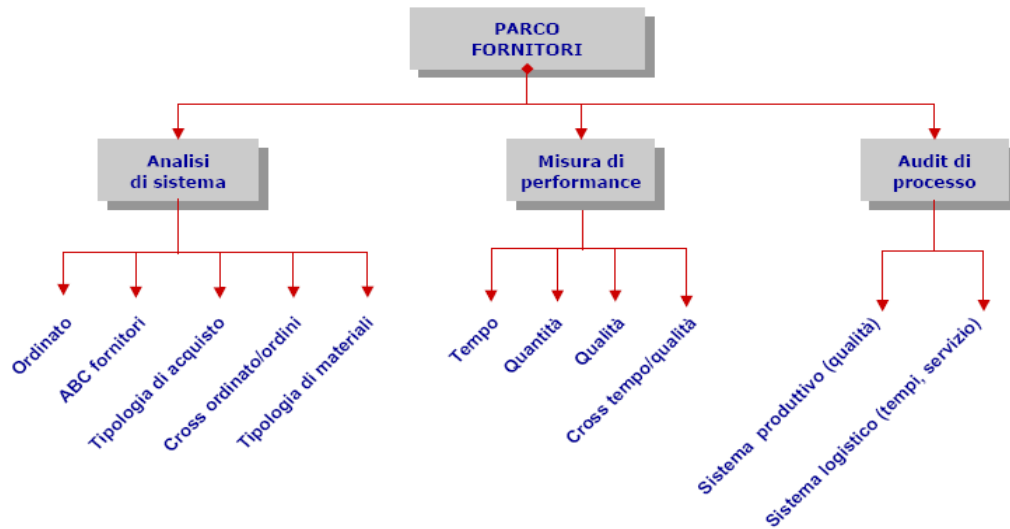 PARCO
FORNITORI
Analisi
di sistema
Misura di
performance
Audit di
processo
Ordinato
ABC fornitori
Tipologia di acquisto
Cross ordinato/ordini
Tipologia di materiali
Tempo
Quantità
Qualità
Cross tempo/qualità
Sistema produttivo (qualità)
Sistema logistico (tempi, servizio)